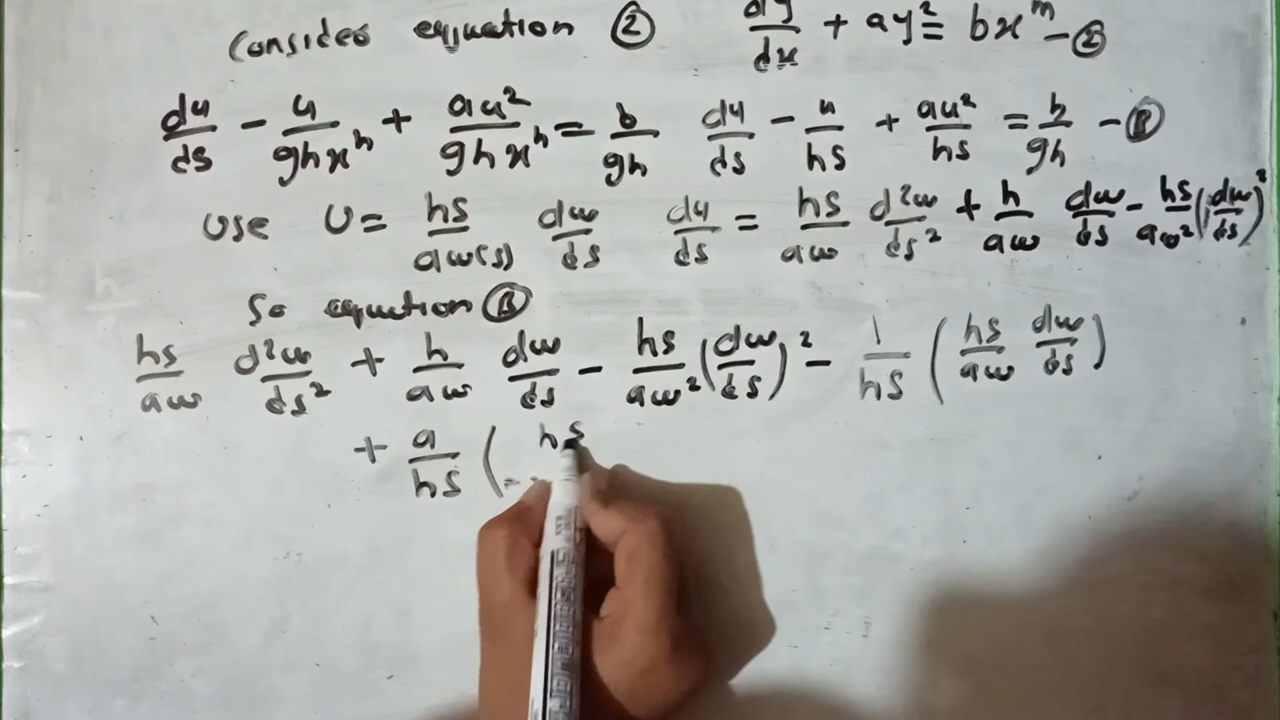 Consider equation ② dy/dx + ay² = bx^m - ②
du/ds - u/ghx^h + au²/ghx^h = b/gh du/ds - u/hs + au²/hs = b/gh - Ⓑ
use U = hs/aw(s) dw/ds du/ds = hs/aw d²w/ds² + h/aw dw/ds - hs/aw² (dw/ds)²
So equation Ⓑ
hs/aw d²w/ds² + h/aw dw/ds - hs/aw² (dw/ds)² - 1/hs (hs/aw dw/ds)
+ a/hs ( hs